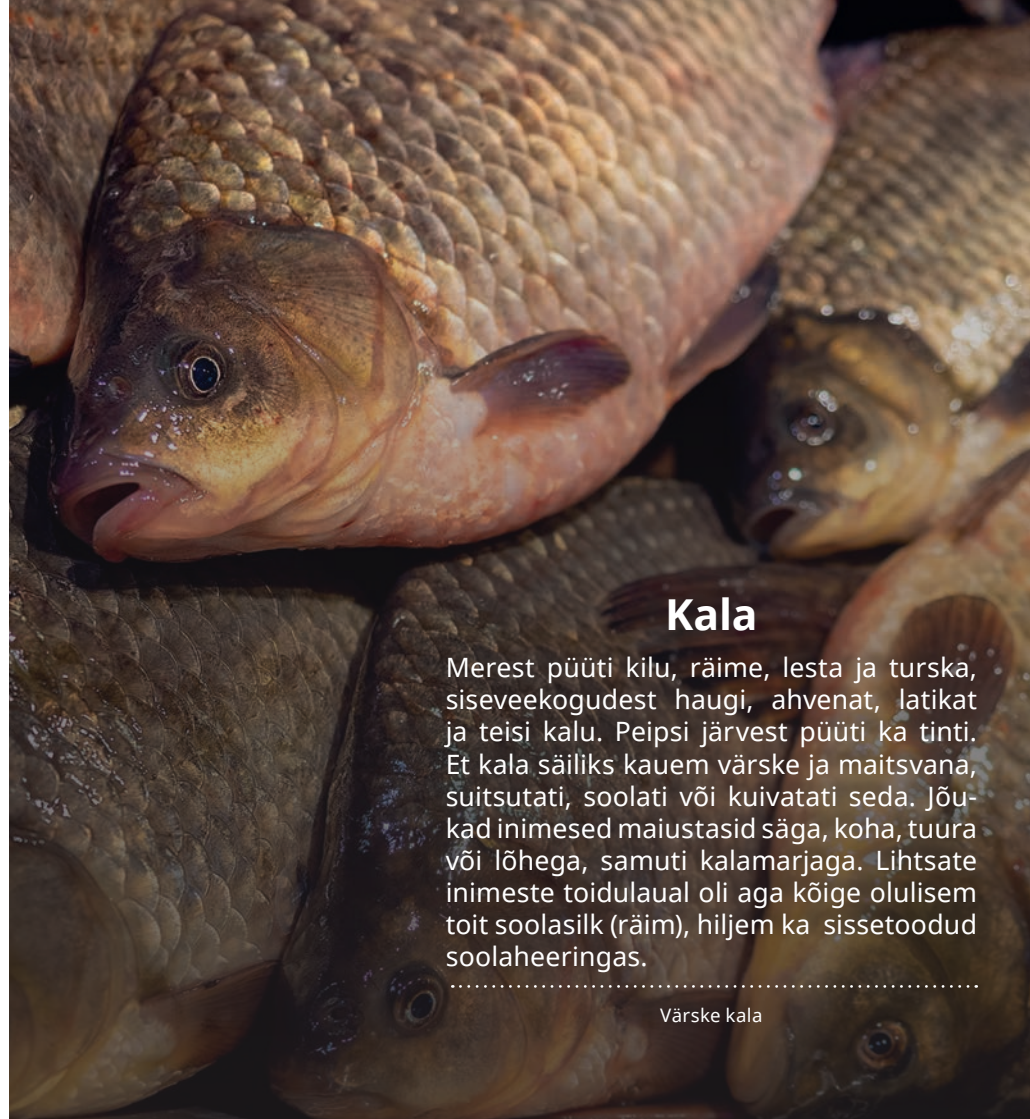 Kala
Merest püüti kilu, räime, lesta ja turska,
siseveekogudest haugi, ahvenat, latikat
ja teisi kalu. Peipsi järvest püüti ka tinti.
Et kala säiliks kauem värske ja maitsvana,
suitsutati, soolati või kuivatati seda. Jõu-
kad inimesed maiustasid säga, koha, tuura
või lõhega, samuti kalamarjaga. Lihtsate
inimeste toidulaual oli aga kõige olulisem
toit soolasilk (räim), hiljem ka sissetoodud
soolaheeringas.
Värske kala